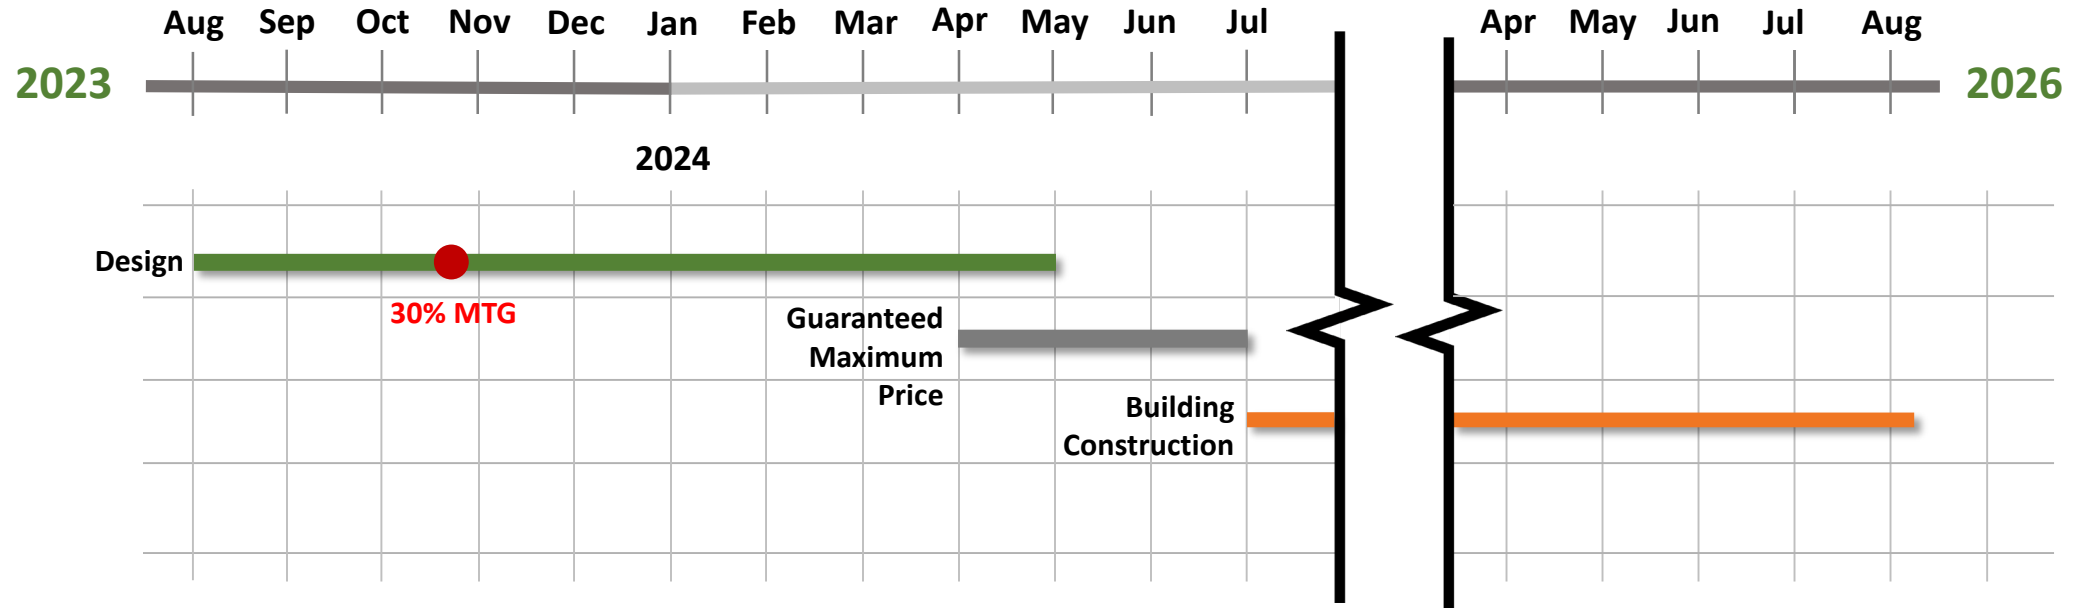 Aug Sep Oct Nov Dec Jan Feb Mar Apr May Jun Jul Apr May Jun Jul Aug
2023 2026
2024
Design
30% MTG
Guaranteed
Maximum
Price
Building
Construction